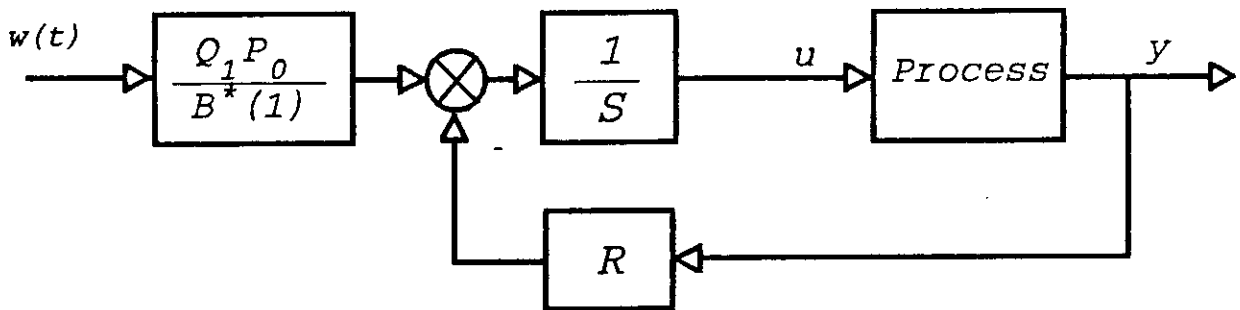 w(t)
Q₁P₀
B*(1)
1
S
u
Process
y
-
R